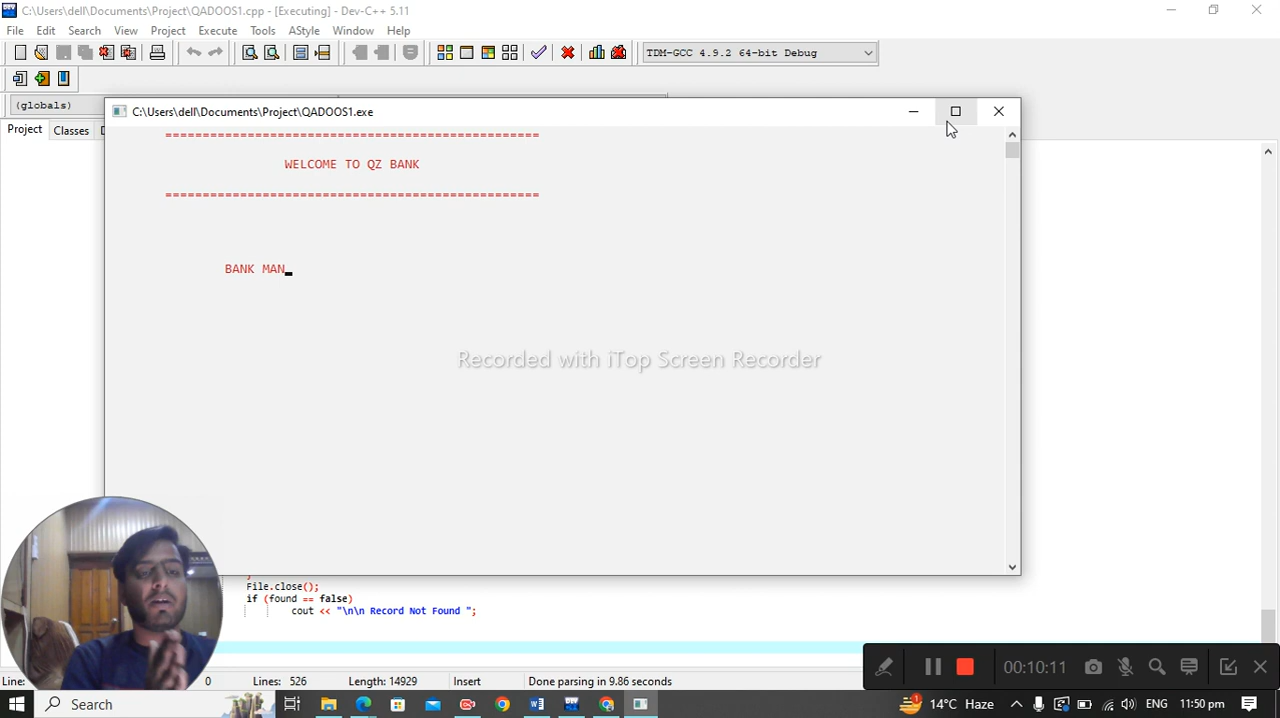 C:\Users\dell\Documents\Project\QADOOS1.cpp - [Executing] - Dev-C++ 5.11
File Edit Search View Project Execute Tools AStyle Window Help
TDM-GCC 4.9.2 64-bit Debug
(globals)
Project Classes D
C:\Users\dell\Documents\Project\QADOOS1.exe
==================================================
WELCOME TO QZ BANK
==================================================
BANK MAN
Recorded with iTop Screen Recorder
File.close();
if (found == false)
cout << "\n\n Record Not Found ";
00:10:11
Line: 0 Lines: 526 Length: 14929 Insert Done parsing in 9.86 seconds
Search 14°C Haze ENG 11:50 pm